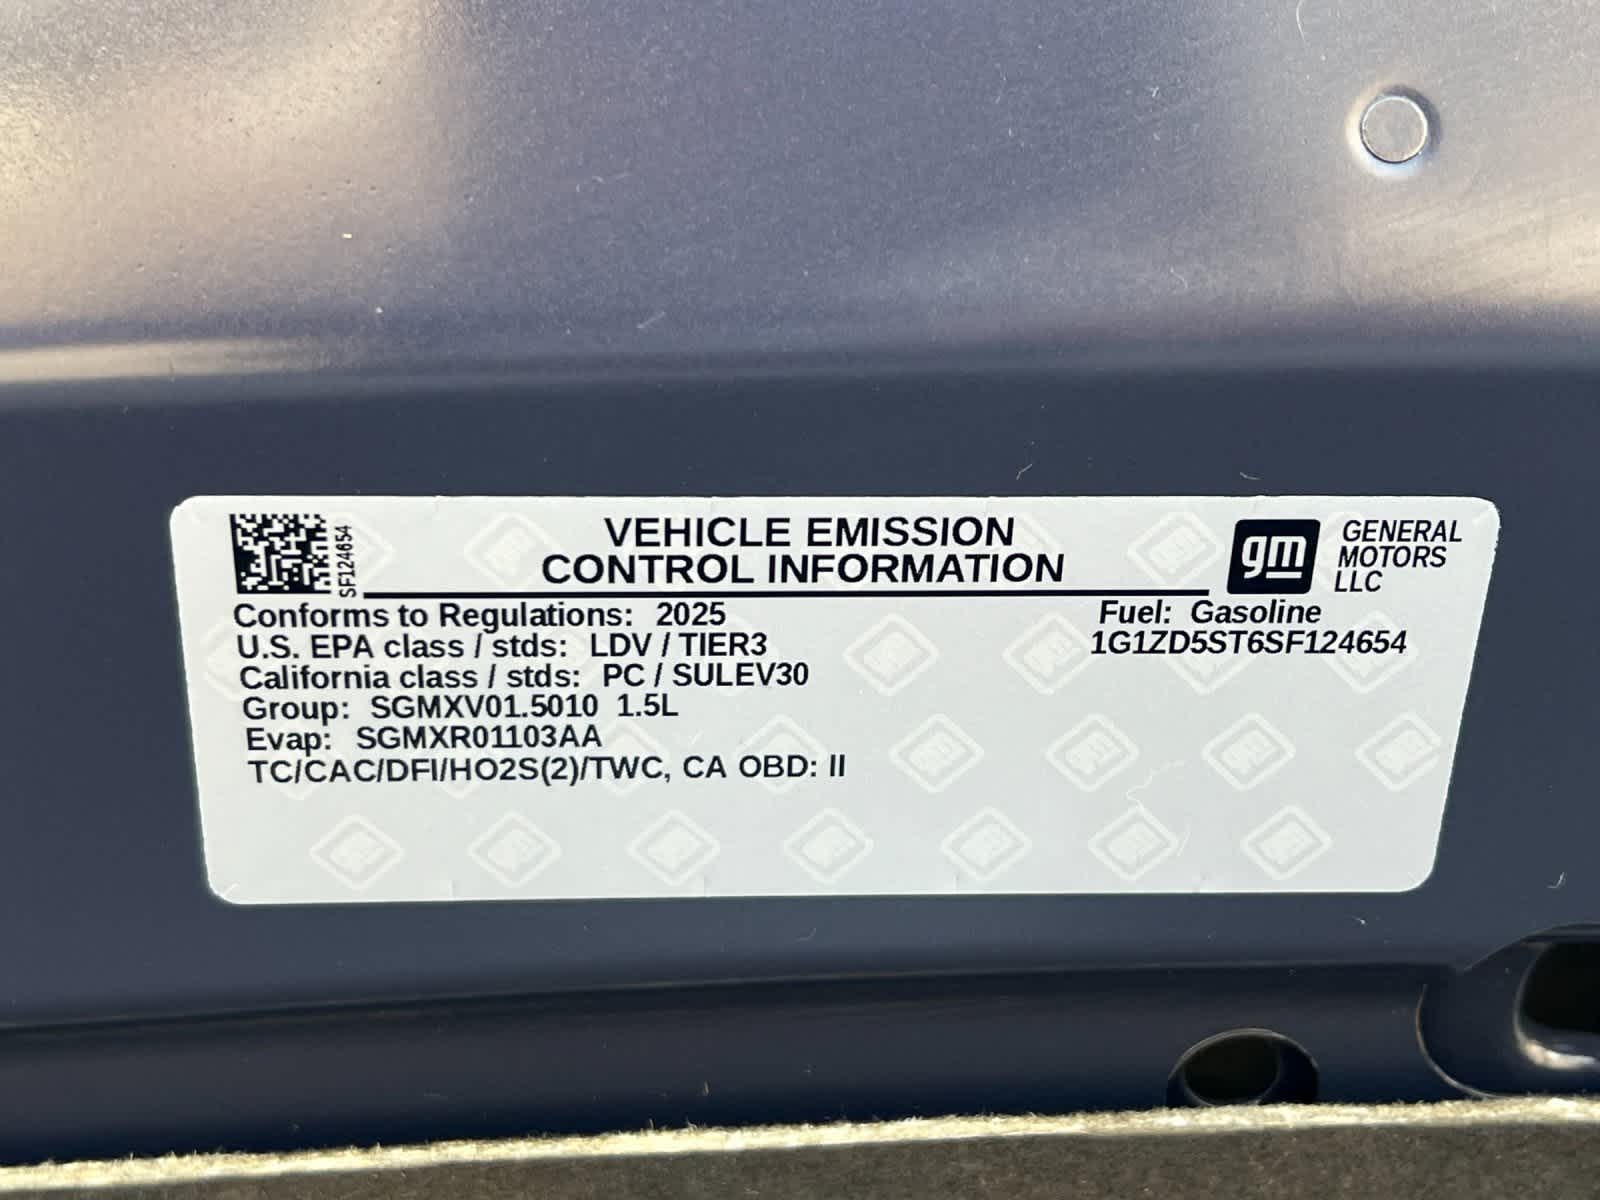 SF124654
VEHICLE EMISSION
CONTROL INFORMATION
gm
GENERAL
MOTORS
LLC
Conforms to Regulations: 2025
U.S. EPA class / stds: LDV / TIER3
California class / stds: PC / SULEV30
Group: SGMXV01.5010 1.5L
Evap: SGMXR01103AA
TC/CAC/DFI/HO2S(2)/TWC, CA OBD: II
Fuel: Gasoline
1G1ZD5ST6SF124654